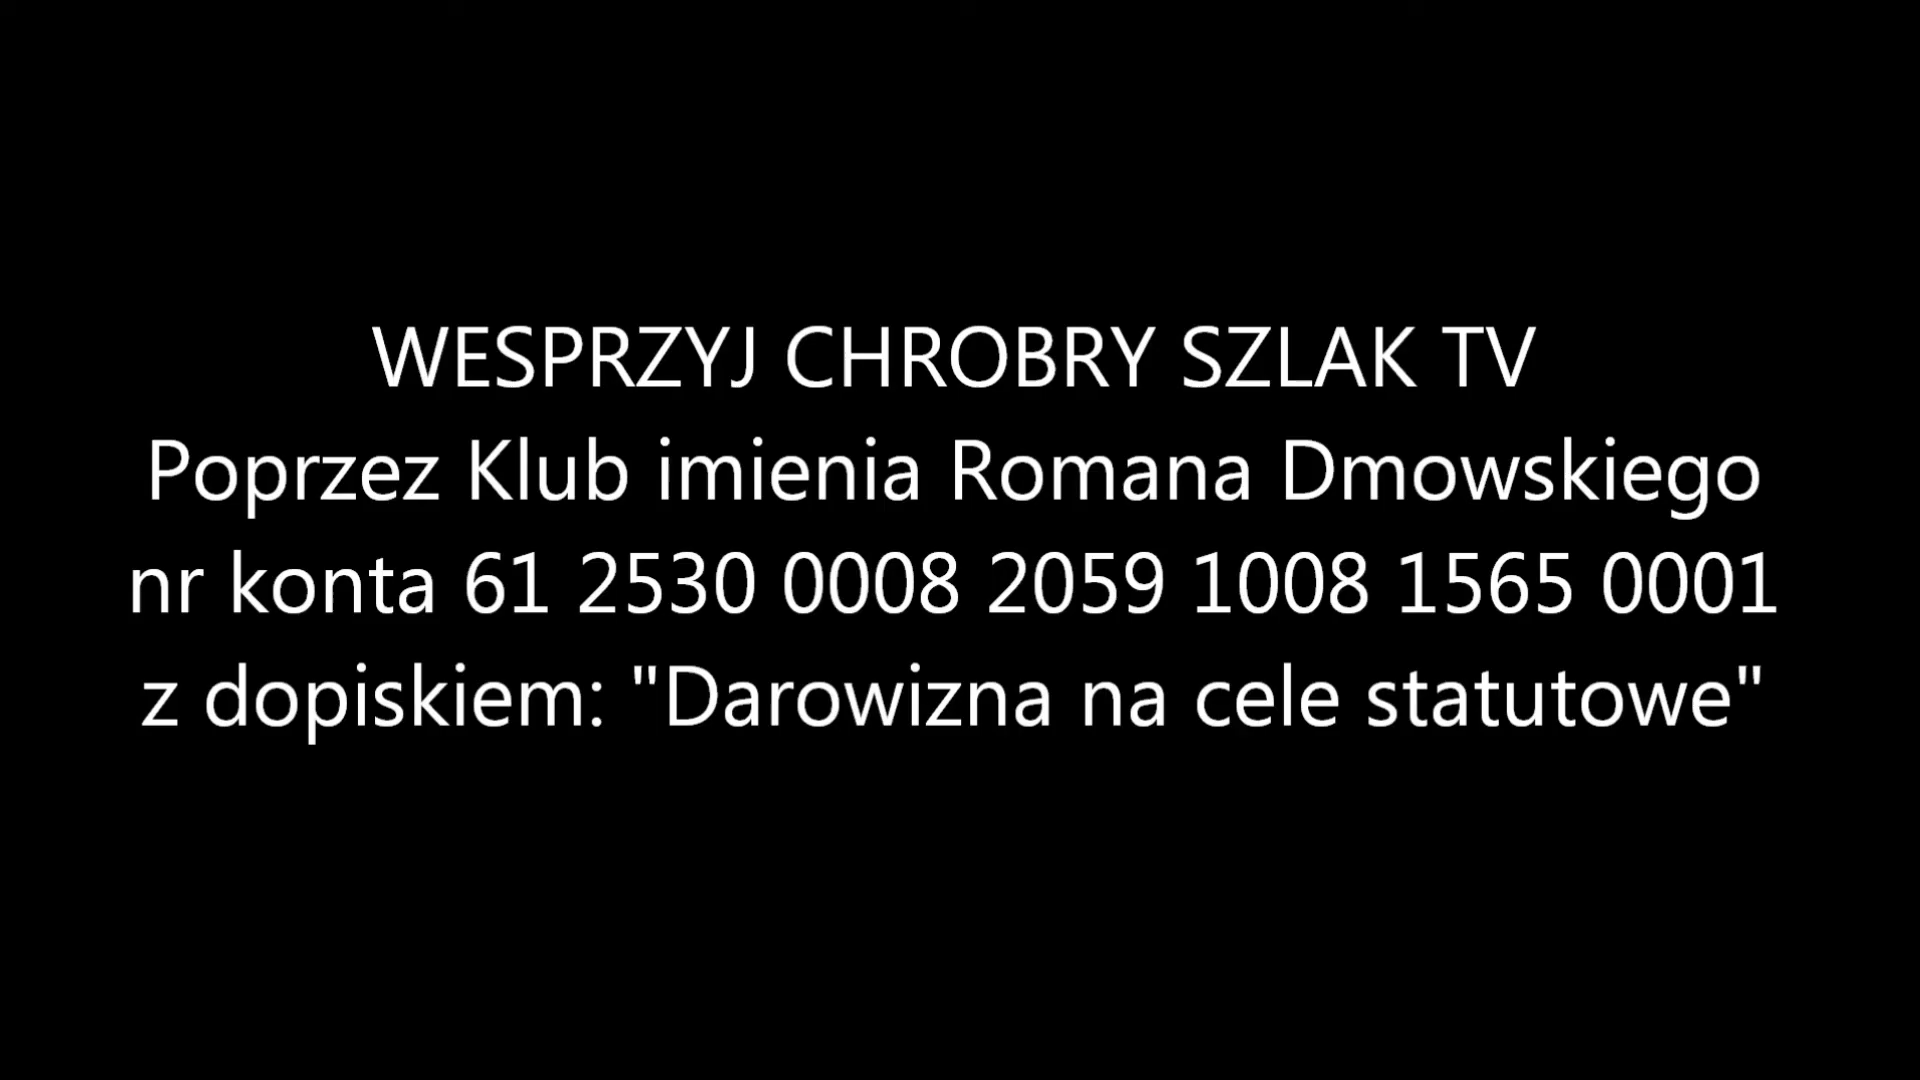 WESPRZYJ CHROBRY SZLAK TV
Poprzez Klub imienia Romana Dmowskiego
nr konta 61 2530 0008 2059 1008 1565 0001
z dopiskiem: "Darowizna na cele statutowe"